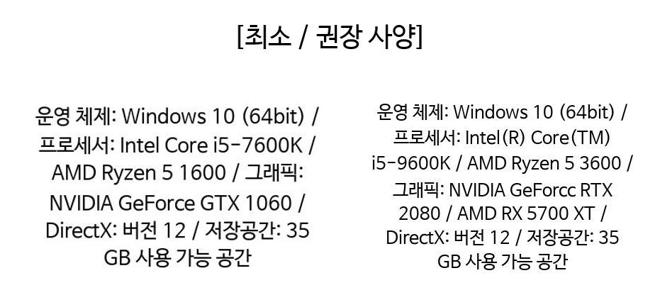 [최소 / 권장 사양]
운영 체제: Windows 10 (64bit) /
프로세서: Intel Core i5-7600K /
AMD Ryzen 5 1600 / 그래픽:
NVIDIA GeForce GTX 1060 /
DirectX: 버전 12 / 저장공간: 35
GB 사용 가능 공간
운영 체제: Windows 10 (64bit) /
프로세서: Intel(R) Core(TM)
i5-9600K / AMD Ryzen 5 3600 /
그래픽: NVIDIA GeForcc RTX
2080 / AMD RX 5700 XT /
DirectX: 버전 12 / 저장공간: 35
GB 사용 가능 공간